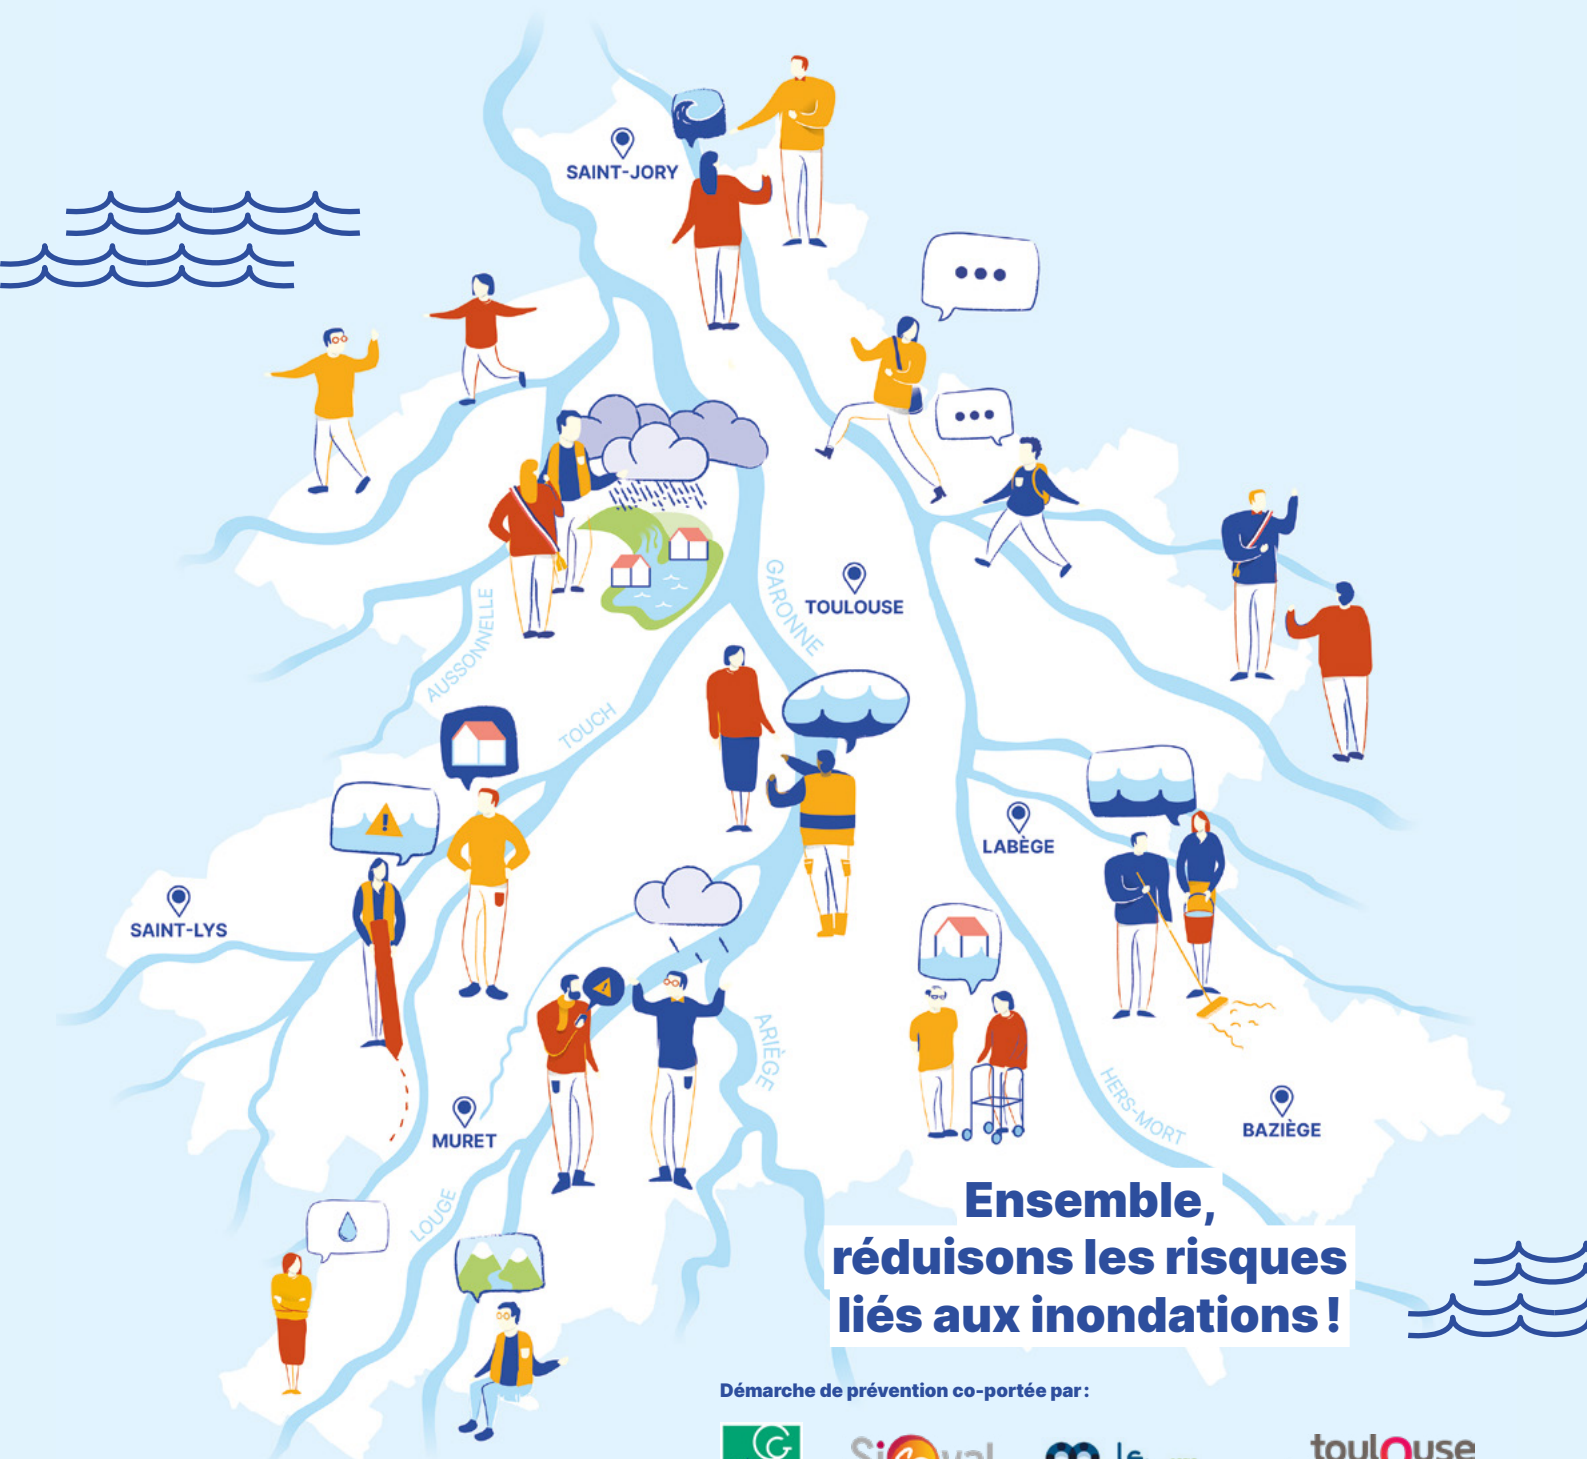 SAINT-JORY
GARONNE
TOULOUSE
AUSSONNELLE
TOUCH
LABÈGE
SAINT-LYS
ARIÈGE
HERS-MORT
MURET
BAZIÈGE
LOUGE
Ensemble,
réduisons les risques
liés aux inondations !
Démarche de prévention co-portée par :
toulouse